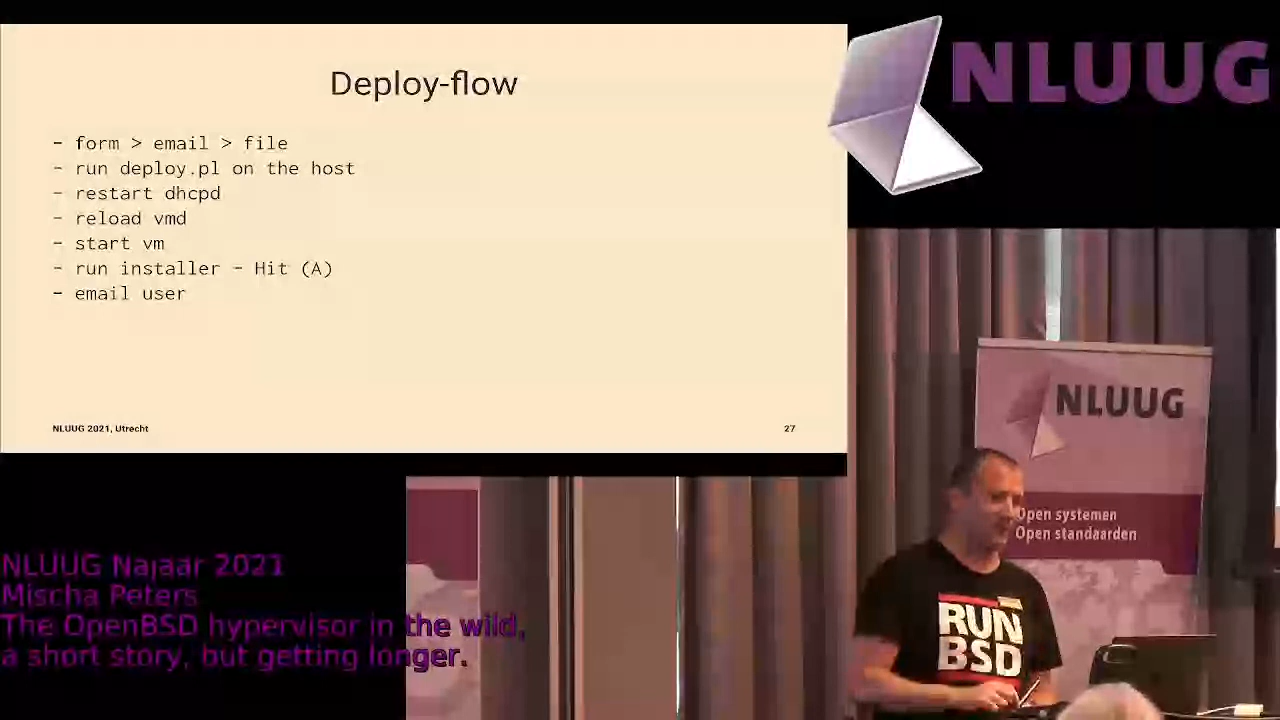 Deploy-flow
- form > email > file
- run deploy.pl on the host
- restart dhcpd
- reload vmd
- start vm
- run installer - Hit (A)
- email user
NLUUG 2021, Utrecht
27
NLUUG
NLUUG
Open systemen
Open standaarden
RUN
BSD
NLUUG Najaar 2021
Mischa Peters
The OpenBSD hypervisor in the wild,
a short story, but getting longer.